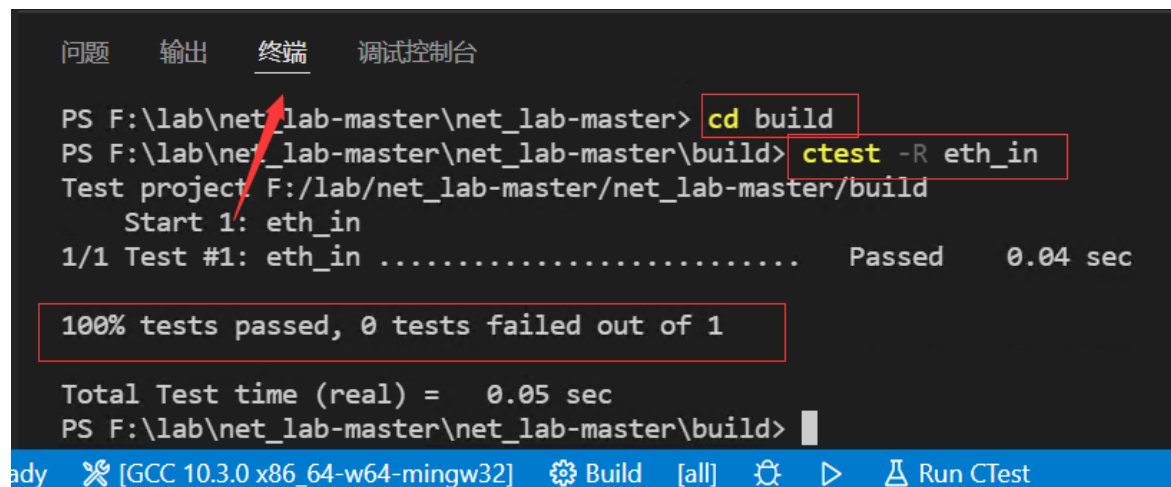 问题 输出 终端 调试控制台
PS F:\lab\net_lab-master\net_lab-master> cd build
PS F:\lab\net_lab-master\net_lab-master\build> ctest -R eth_in
Test project F:/lab/net_lab-master/net_lab-master/build
Start 1: eth_in
1/1 Test #1: eth_in ........................... Passed 0.04 sec
100% tests passed, 0 tests failed out of 1
Total Test time (real) = 0.05 sec
PS F:\lab\net_lab-master\net_lab-master\build>
ady [GCC 10.3.0 x86_64-w64-mingw32] Build [all] Run CTest